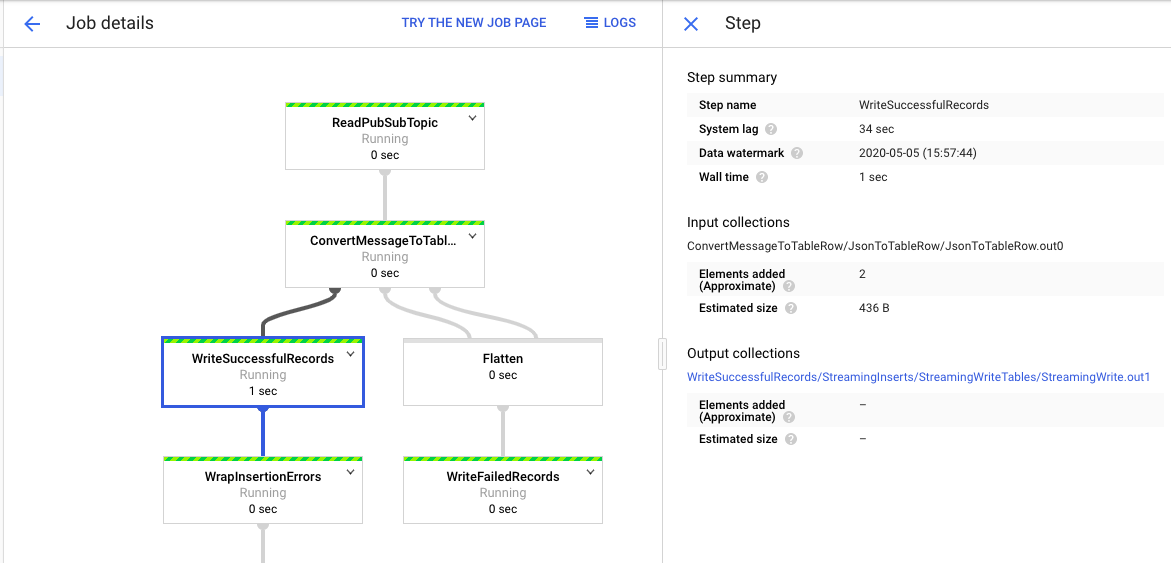 Job details
TRY THE NEW JOB PAGE
LOGS
ReadPubSubTopic
Running
0 sec
ConvertMessageToTabl...
Running
0 sec
WriteSuccessfulRecords
Running
1 sec
Flatten
0 sec
WrapInsertionErrors
Running
0 sec
WriteFailedRecords
Running
0 sec
Step
Step summary
Step name WriteSuccessfulRecords
System lag ? 34 sec
Data watermark ? 2020-05-05 (15:57:44)
Wall time ? 1 sec
Input collections
ConvertMessageToTableRow/JsonToTableRow/JsonToTableRow.out0
Elements added 2
(Approximate) ?
Estimated size ? 436 B
Output collections
WriteSuccessfulRecords/StreamingInserts/StreamingWriteTables/StreamingWrite.out1
Elements added –
(Approximate) ?
Estimated size ? –